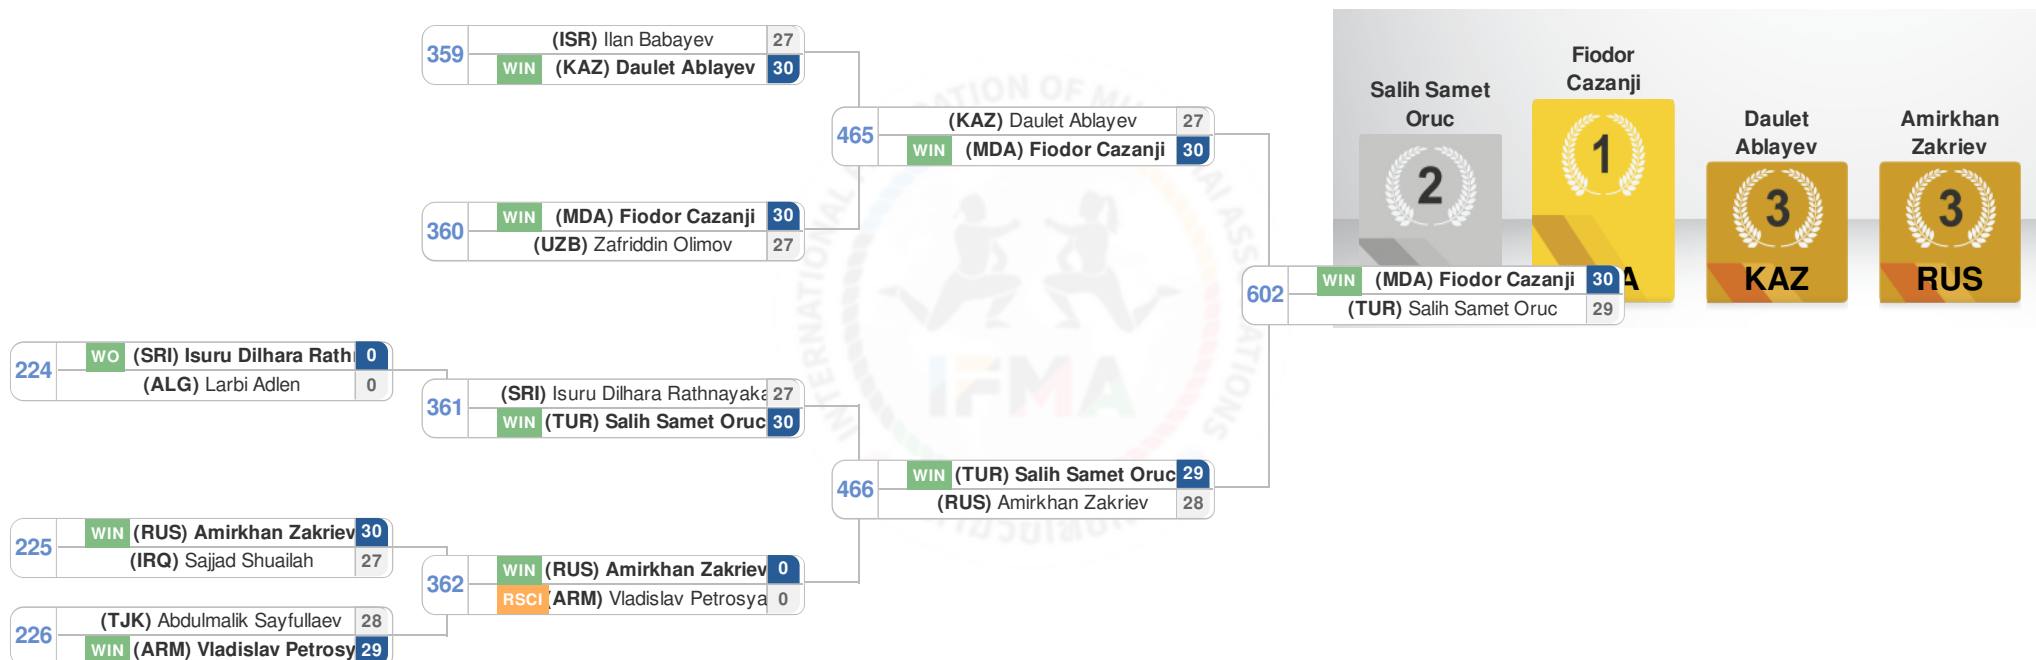 359
(ISR) Ilan Babayev 27
WIN (KAZ) Daulet Ablayev 30
360
WIN (MDA) Fiodor Cazanji 30
(UZB) Zafriddin Olimov 27
224
WO (SRI) Isuru Dilhara Rath 0
(ALG) Larbi Adlen 0
361
(SRI) Isuru Dilhara Rathnayaka 27
WIN (TUR) Salih Samet Oruc 30
225
WIN (RUS) Amirkhan Zakriev 30
(IRQ) Sajjad Shuailah 27
362
WIN (RUS) Amirkhan Zakriev 0
RSCI (ARM) Vladislav Petrosya 0
226
(TJK) Abdulmalik Sayfullaev 28
WIN (ARM) Vladislav Petrosy 29
465
(KAZ) Daulet Ablayev 27
WIN (MDA) Fiodor Cazanji 30
466
WIN (TUR) Salih Samet Oruc 29
(RUS) Amirkhan Zakriev 28
602
WIN (MDA) Fiodor Cazanji 30
(TUR) Salih Samet Oruc 29
Salih Samet
Oruc
2
Fiodor
Cazanji
1
A
Daulet
Ablayev
3
KAZ
Amirkhan
Zakriev
3
RUS
IFMA